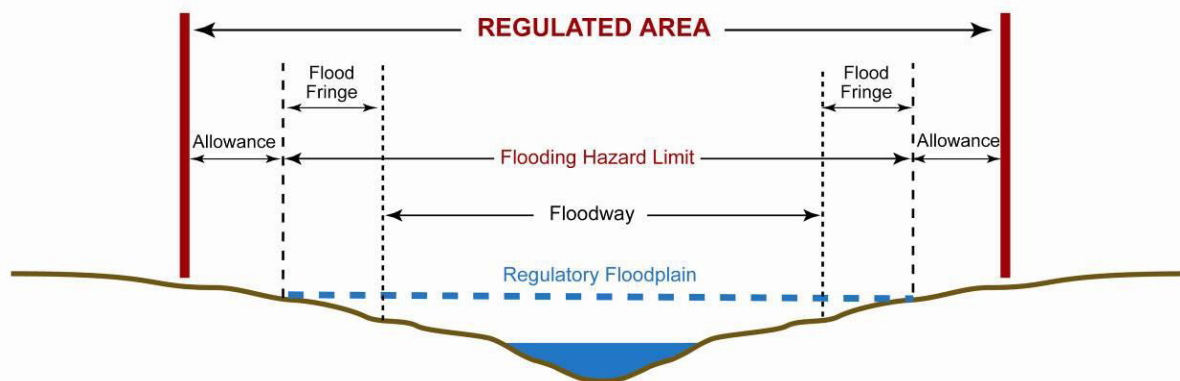 REGULATED AREA
Flood
Fringe
Flood
Fringe
Allowance
Flooding Hazard Limit
Allowance
Floodway
Regulatory Floodplain